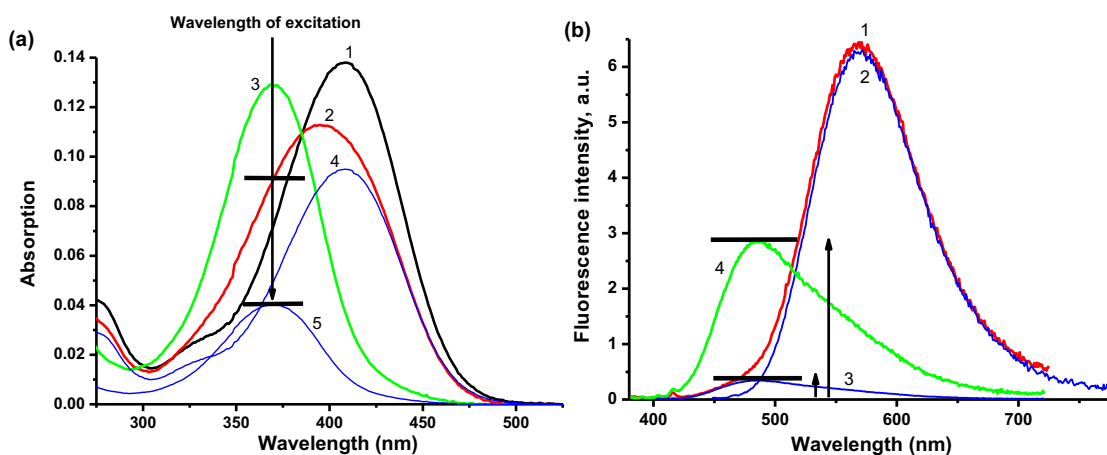 Wavelength of excitation
(a)
1
3
2
4
5
0.14
0.12
0.10
0.08
0.06
0.04
0.02
0.00
Absorption
300 350 400 450 500
Wavelength (nm)
(b)
1
2
4
3
6
5
4
3
2
1
0
Fluorescence intensity, a.u.
400 500 600 700
Wavelength (nm)